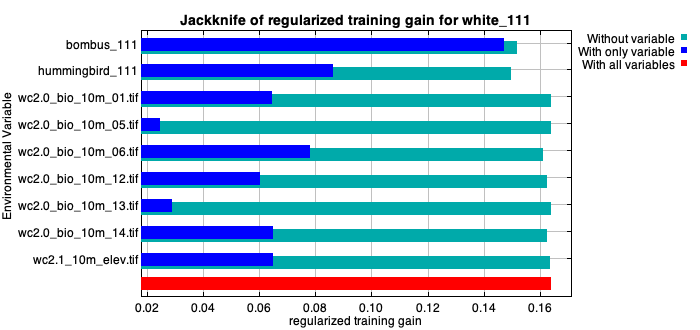 Jackknife of regularized training gain for white_111
Without variable
With only variable
With all variables
Environmental Variable
bombus_111
hummingbird_111
wc2.0_bio_10m_01.tif
wc2.0_bio_10m_05.tif
wc2.0_bio_10m_06.tif
wc2.0_bio_10m_12.tif
wc2.0_bio_10m_13.tif
wc2.0_bio_10m_14.tif
wc2.1_10m_elev.tif
0.02 0.04 0.06 0.08 0.10 0.12 0.14 0.16
regularized training gain